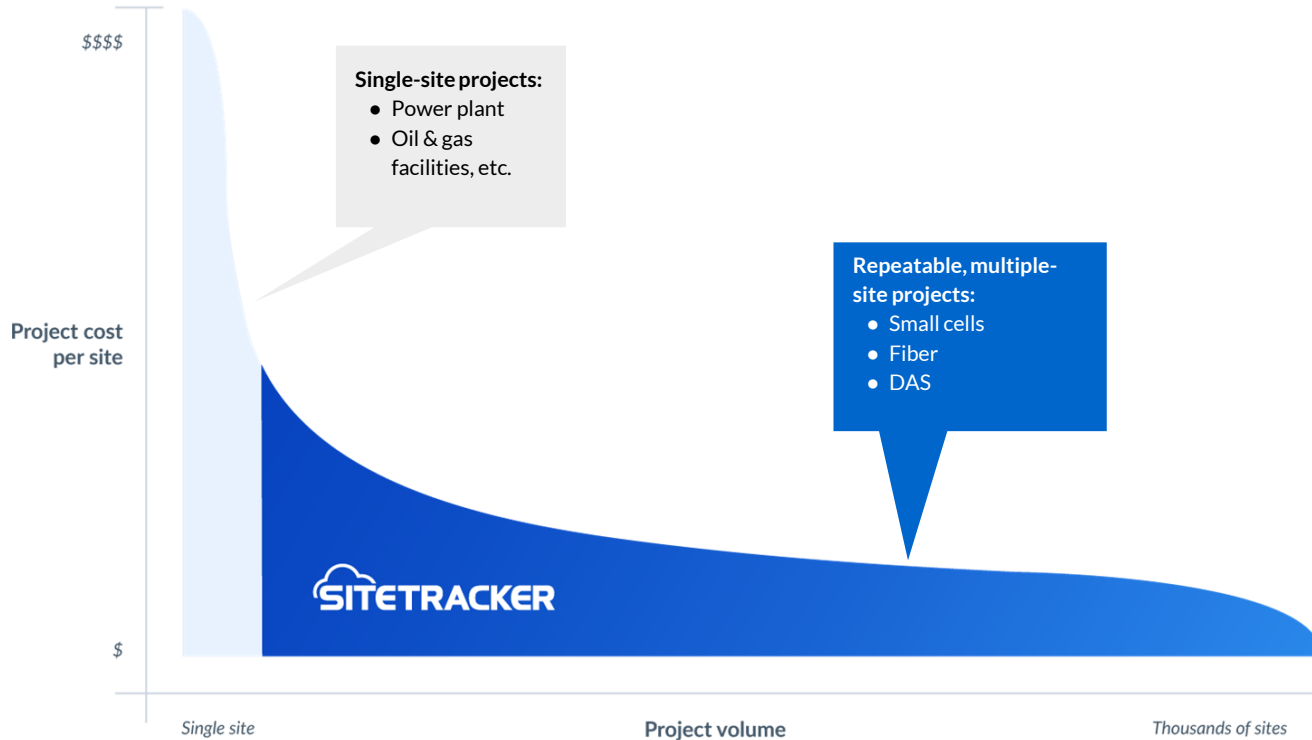 $$$$
Single-site projects:
● Power plant
● Oil & gas
facilities, etc.
Repeatable, multiple-
site projects:
● Small cells
● Fiber
● DAS
Project cost
per site
SITETRACKER
$
Single site
Project volume
Thousands of sites